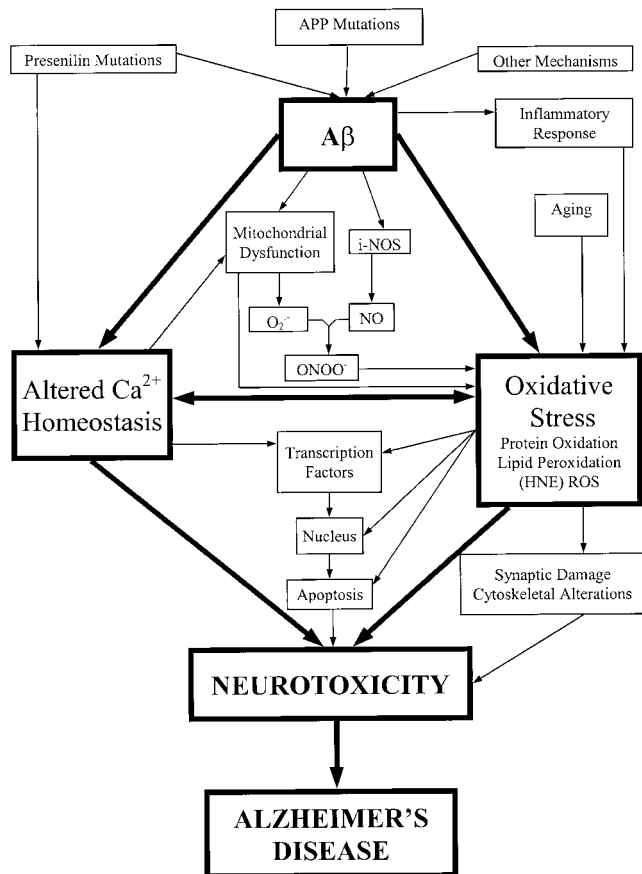 APP Mutations
Presenilin Mutations
Other Mechanisms
Aβ
Inflammatory
Response
Aging
Mitochondrial
Dysfunction
i-NOS
O₂·⁻
NO
ONOO⁻
Altered Ca²⁺
Homeostasis
Oxidative
Stress
Protein Oxidation
Lipid Peroxidation
(HNE) ROS
Transcription
Factors
Nucleus
Apoptosis
Synaptic Damage
Cytoskeletal Alterations
NEUROTOXICITY
ALZHEIMER'S
DISEASE